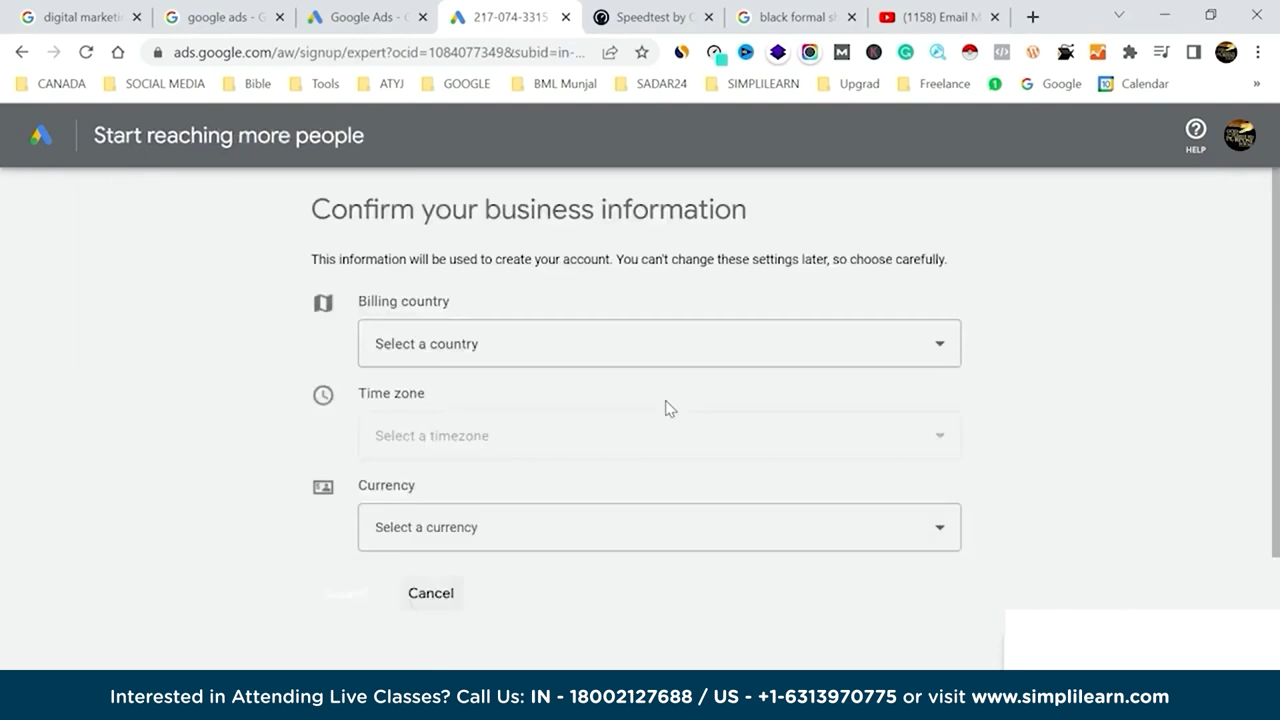 digital marketi
google ads - G
Google Ads - G
217-074-3315
Speedtest by O
black formal sh
(1158) Email M
ads.google.com/aw/signup/expert?ocid=1084077349&subid=in-...
CANADA
SOCIAL MEDIA
Bible
Tools
ATYJ
GOOGLE
BML Munjal
SADAR24
SIMPLILEARN
Upgrad
Freelance
Google
Calendar
»
Start reaching more people
HELP
Confirm your business information
This information will be used to create your account. You can't change these settings later, so choose carefully.
Billing country
Select a country
Time zone
Select a timezone
Currency
Select a currency
Cancel
Interested in Attending Live Classes? Call Us: IN - 18002127688 / US - +1-6313970775 or visit www.simplilearn.com